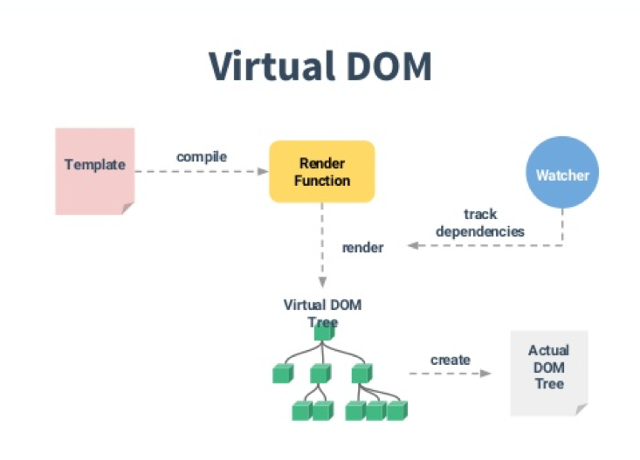 Virtual DOM
Template
compile
Render
Function
Watcher
track
dependencies
render
Virtual DOM
Tree
create
Actual
DOM
Tree